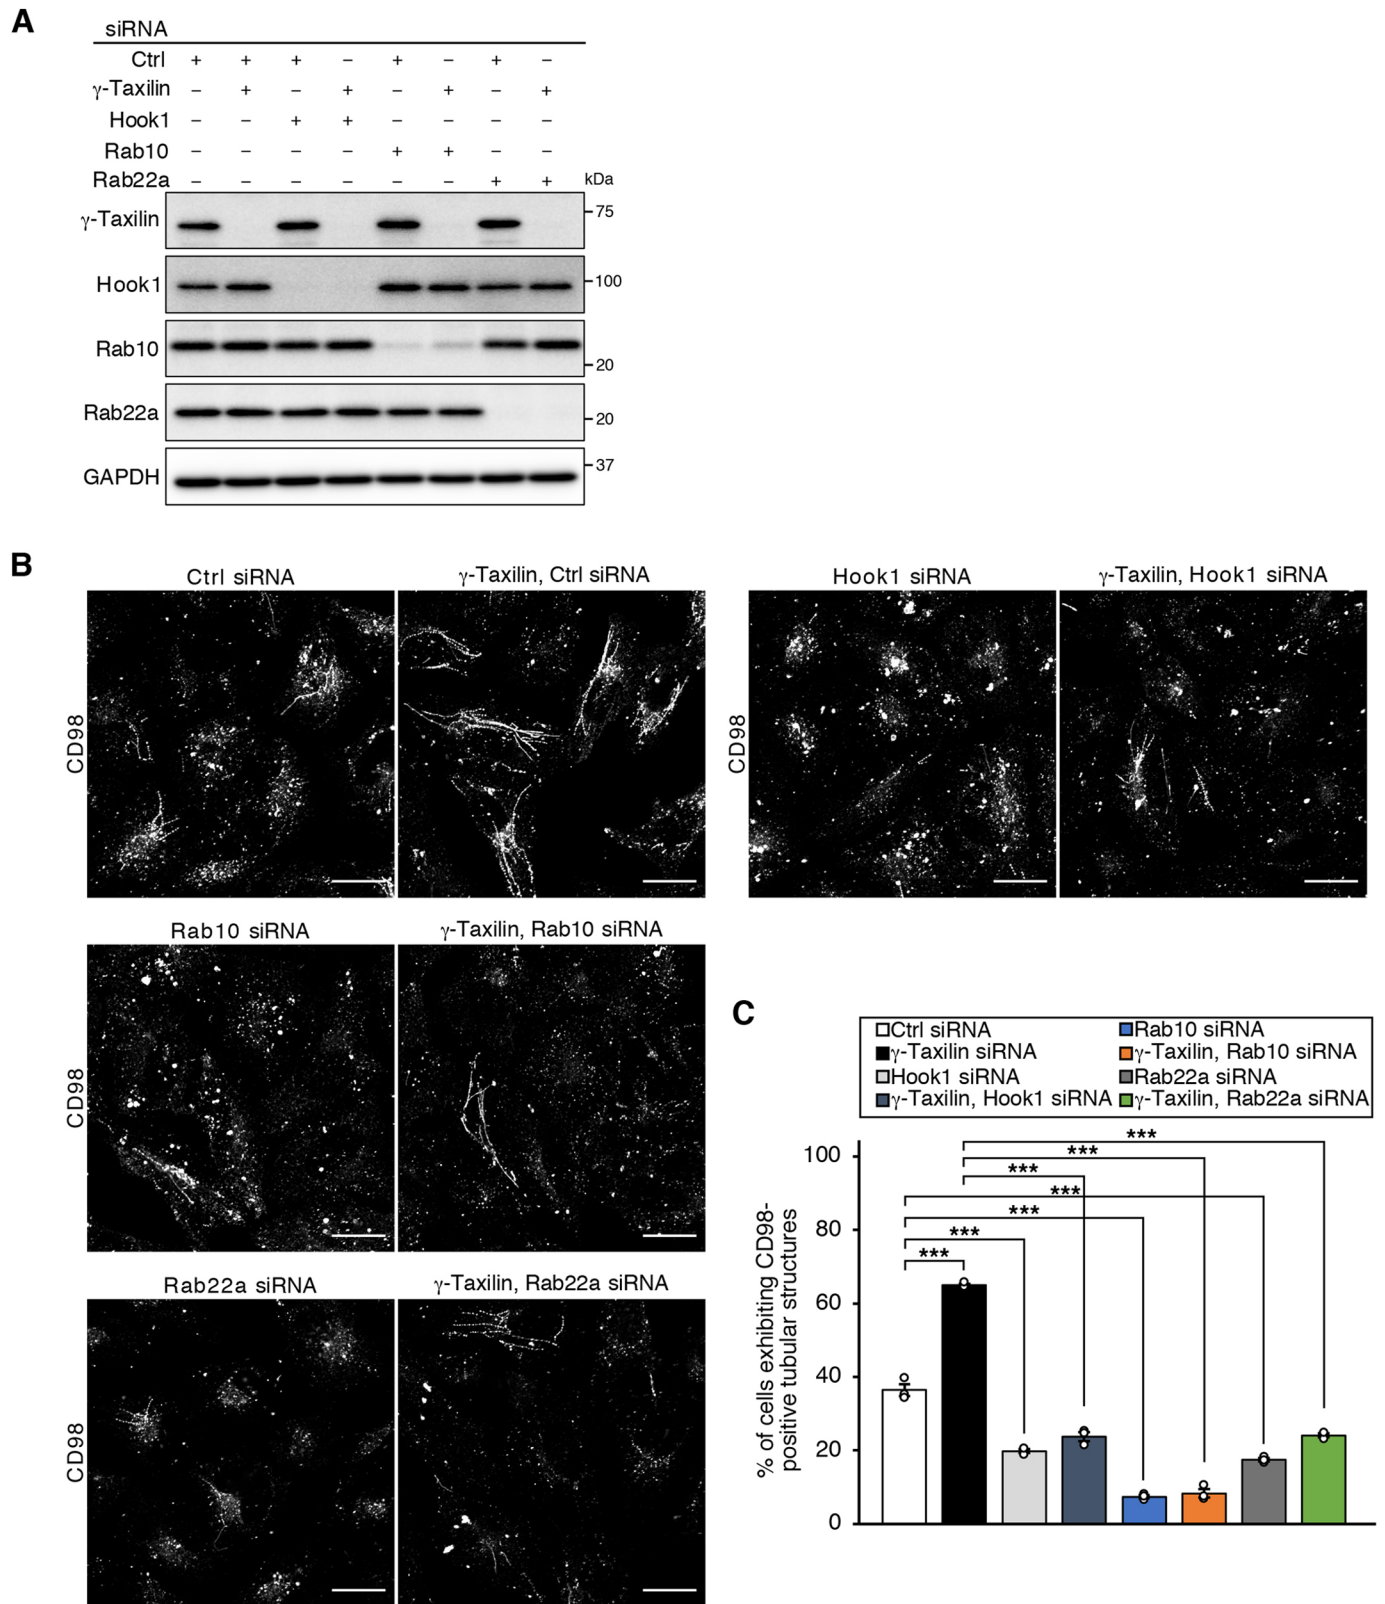 A
siRNA
Ctrl + + + – + – + –
γ-Taxilin – + – + – + – +
Hook1 – – + + – – – –
Rab10 – – – – + + – –
Rab22a – – – – – – + + kDa
γ-Taxilin 75
Hook1 100
Rab10 20
Rab22a 20
GAPDH 37
B
Ctrl siRNA γ-Taxilin, Ctrl siRNA Hook1 siRNA γ-Taxilin, Hook1 siRNA
CD98 CD98
Rab10 siRNA γ-Taxilin, Rab10 siRNA
CD98
Rab22a siRNA γ-Taxilin, Rab22a siRNA
CD98
C
Ctrl siRNA Rab10 siRNA
γ-Taxilin siRNA γ-Taxilin, Rab10 siRNA
Hook1 siRNA Rab22a siRNA
γ-Taxilin, Hook1 siRNA γ-Taxilin, Rab22a siRNA
% of cells exhibiting CD98-
positive tubular structures
***
***
***
***
***
***
***
100
80
60
40
20
0